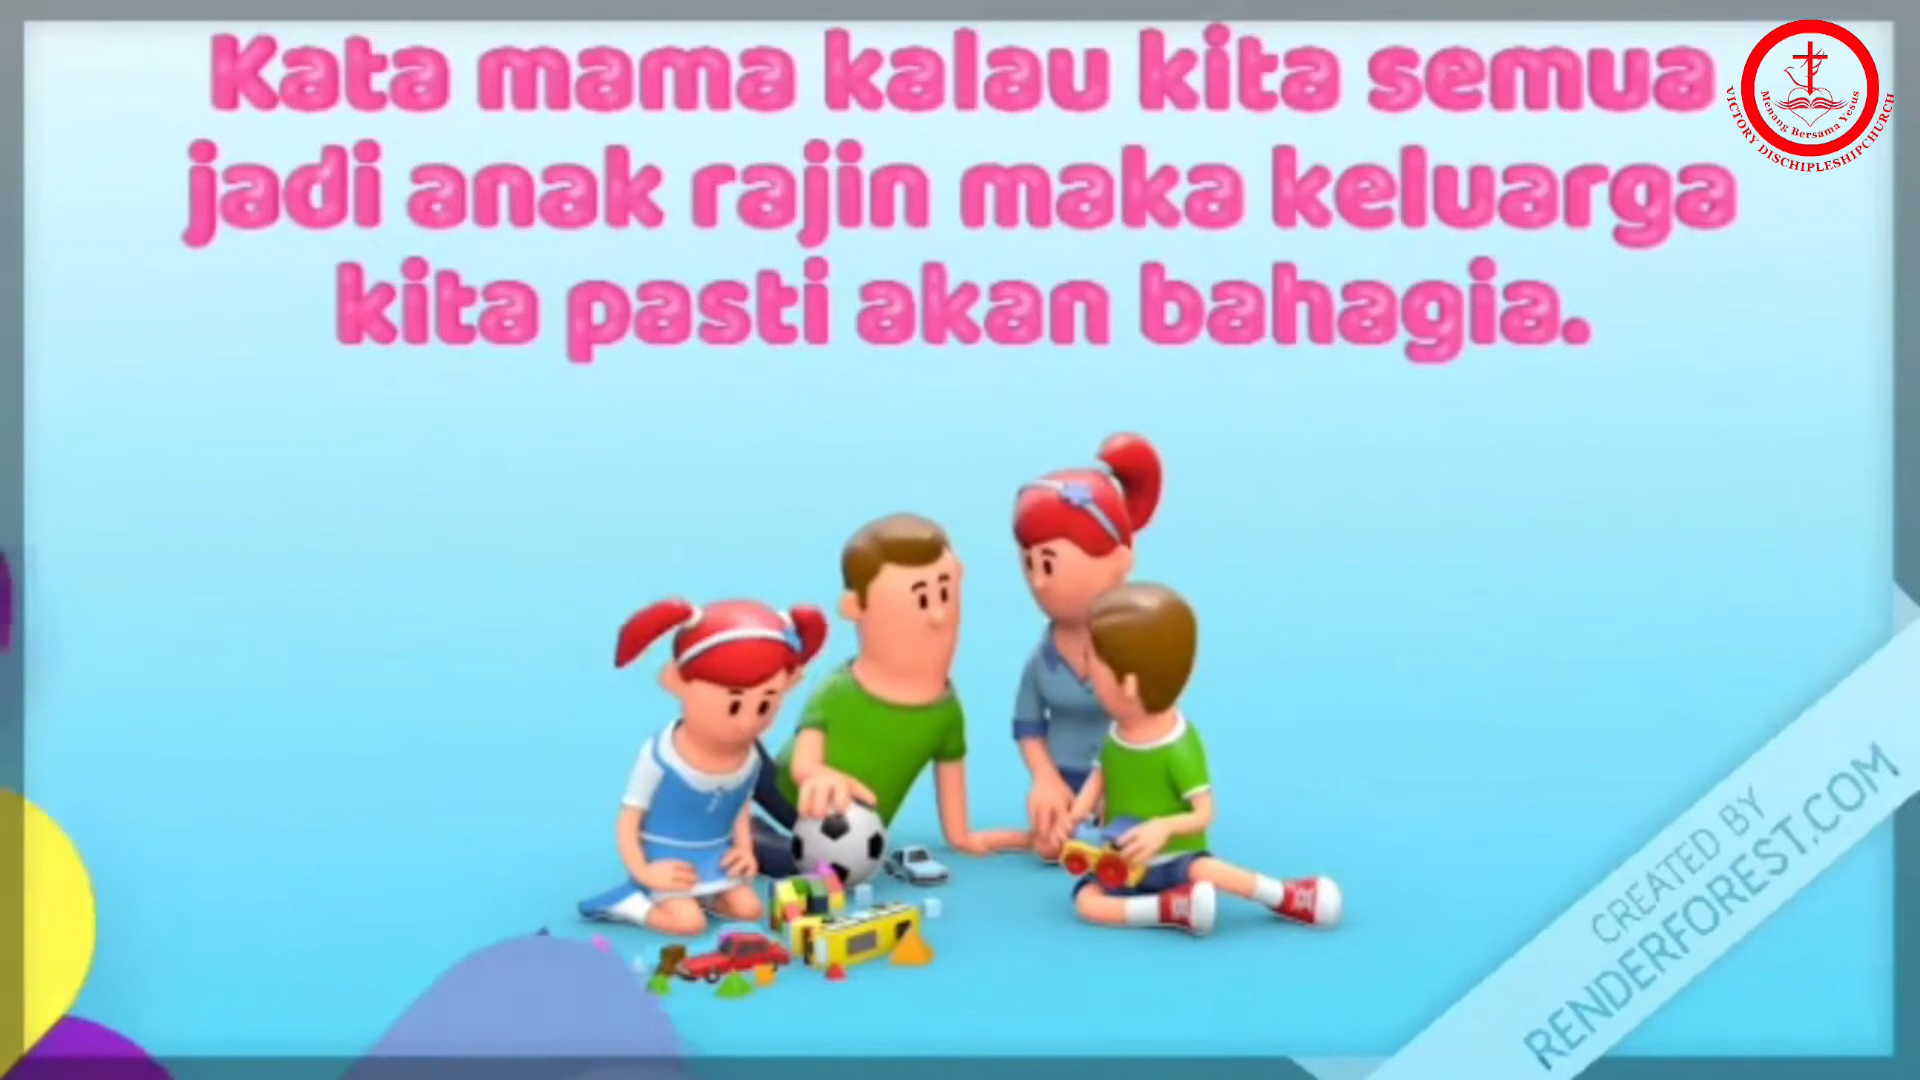 Kata mama kalau kita semua
jadi anak rajin maka keluarga
kita pasti akan bahagia.
Menang Bersama Yesus
VICTORY DISCHIPLESHIPCHURCH
CREATED BY
RENDERFOREST.COM